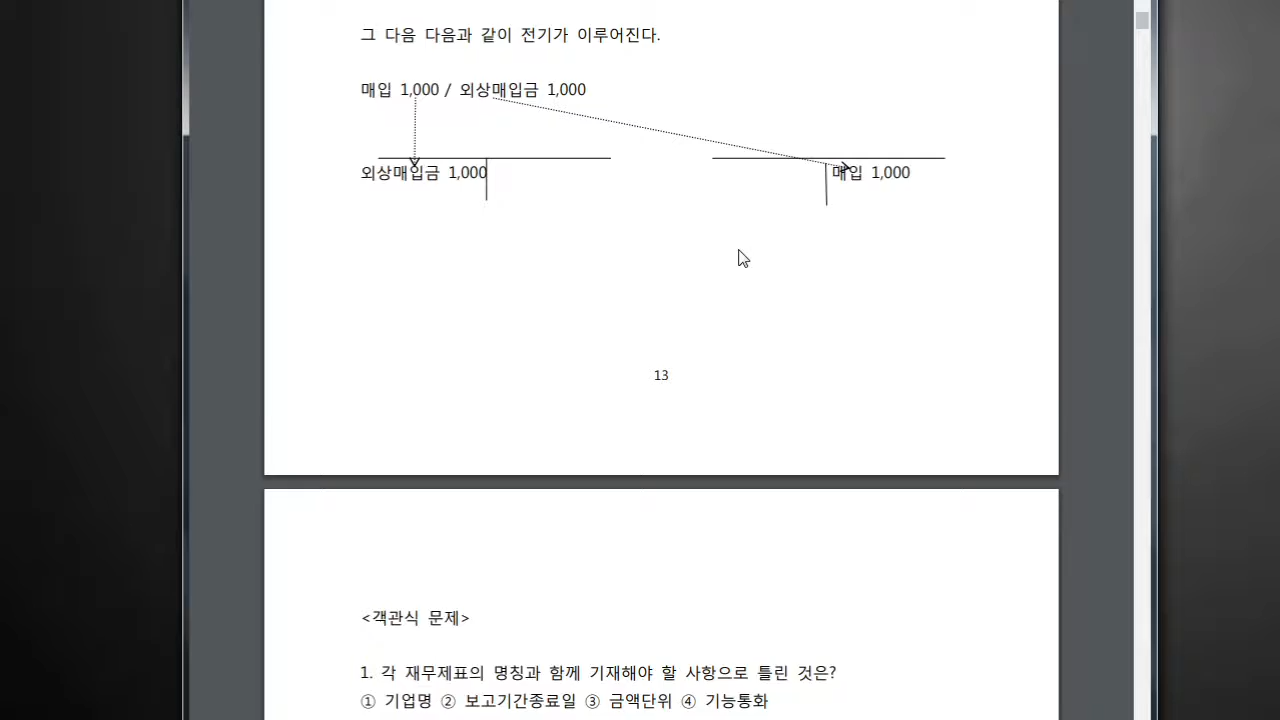 그 다음 다음과 같이 전기가 이루어진다.
매입 1,000 / 외상매입금 1,000
외상매입금 1,000 매입 1,000
13
<객관식 문제>
1. 각 재무제표의 명칭과 함께 기재해야 할 사항으로 틀린 것은?
① 기업명 ② 보고기간종료일 ③ 금액단위 ④ 기능통화